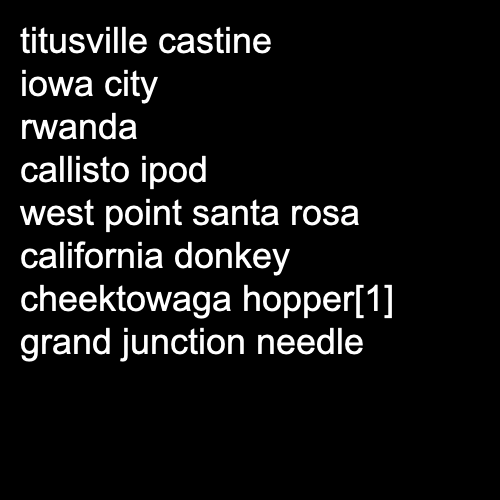 titusville castine
iowa city
rwanda
callisto ipod
west point santa rosa
california donkey
cheektowaga hopper[1]
grand junction needle